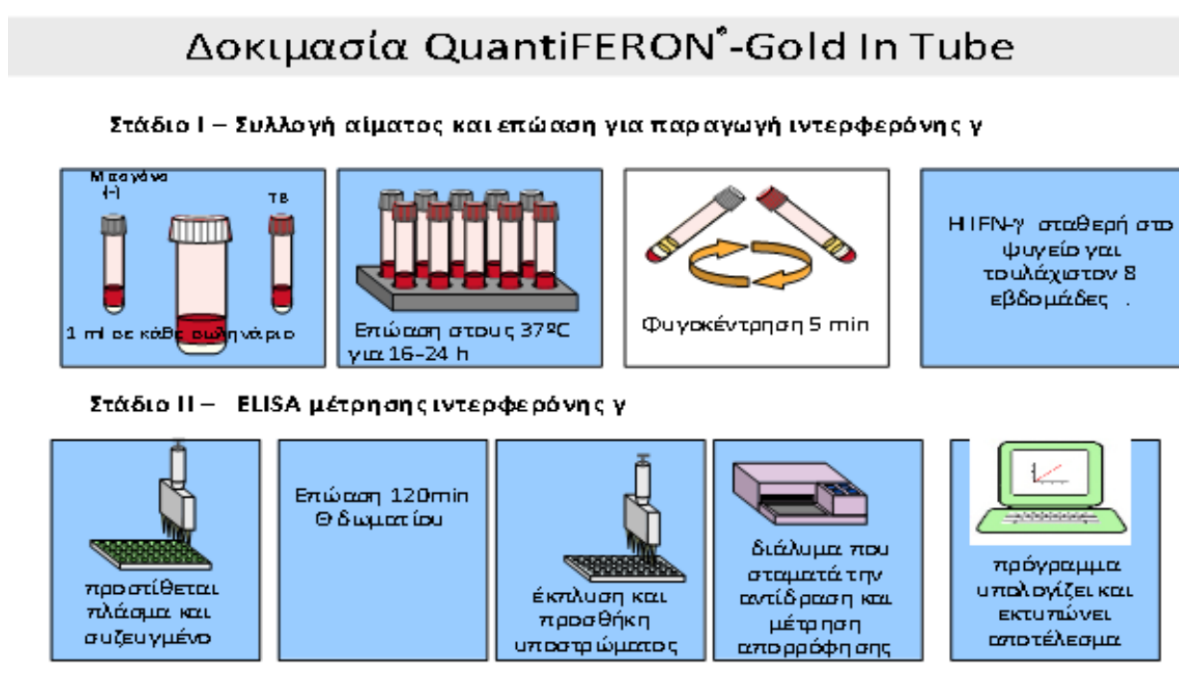 Δοκιμασία QuantiFERON®-Gold In Tube
Στάδιο I – Συλλογή αίματος και επώαση για παραγωγή ιντερφερόνης γ
(-)
TB
1 ml σε κάθε σωληνάριο
Επώαση στους 37ºC
για 16–24 h
Φυγοκέντρηση 5 min
Η IFN-γ σταθερή στο
ψυγείο γαι
τουλάχιστον 8
εβδομάδες .
Στάδιο II – ELISA μέτρησης ιντερφερόνης γ
προστίθεται
πλάσμα και
συζευγμένο
Επώαση 120min
Θ δωματίου
έκπλυση και
προσθήκη
υποστρώματος
διάλυμα που
σταματά την
αντίδραση και
μέτρηση
απορρόφησης
πρόγραμμα
υπολογίζει και
εκτυπώνει
αποτέλεσμα